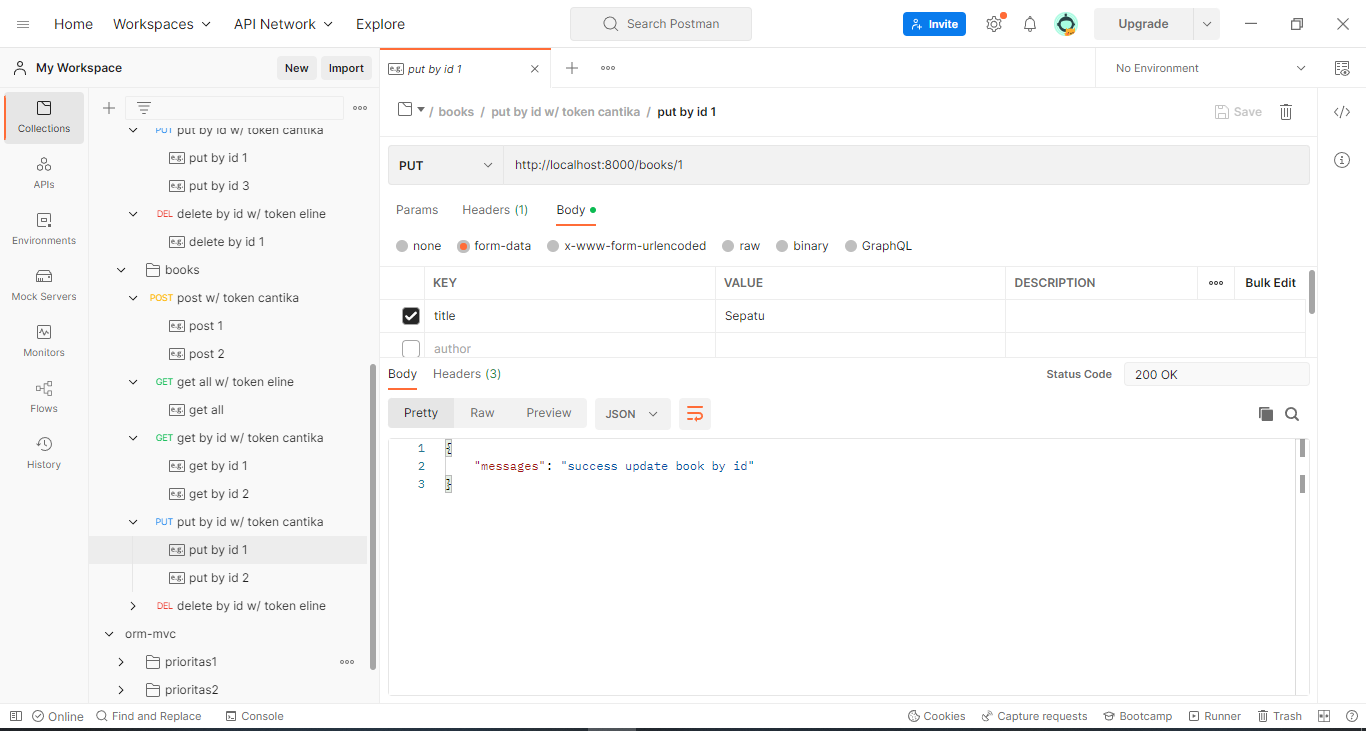 Home Workspaces API Network Explore Search Postman Invite Upgrade
My Workspace New Import
put by id 1 No Environment
Collections
APIs
Environments
Mock Servers
Monitors
Flows
History
PUT put by id w/ token cantika
e.g. put by id 1
e.g. put by id 3
DEL delete by id w/ token eline
e.g. delete by id 1
books
POST post w/ token cantika
e.g. post 1
e.g. post 2
GET get all w/ token eline
e.g. get all
GET get by id w/ token cantika
e.g. get by id 1
e.g. get by id 2
PUT put by id w/ token cantika
e.g. put by id 1
e.g. put by id 2
DEL delete by id w/ token eline
orm-mvc
prioritas1
prioritas2
/ books / put by id w/ token cantika / put by id 1 Save
PUT http://localhost:8000/books/1
Params Headers (1) Body
none form-data x-www-form-urlencoded raw binary GraphQL
KEY VALUE DESCRIPTION Bulk Edit
title Sepatu
author
Body Headers (3) Status Code 200 OK
Pretty Raw Preview JSON
1 {
2 "messages": "success update book by id"
3 }
Online Find and Replace Console Cookies Capture requests Bootcamp Runner Trash